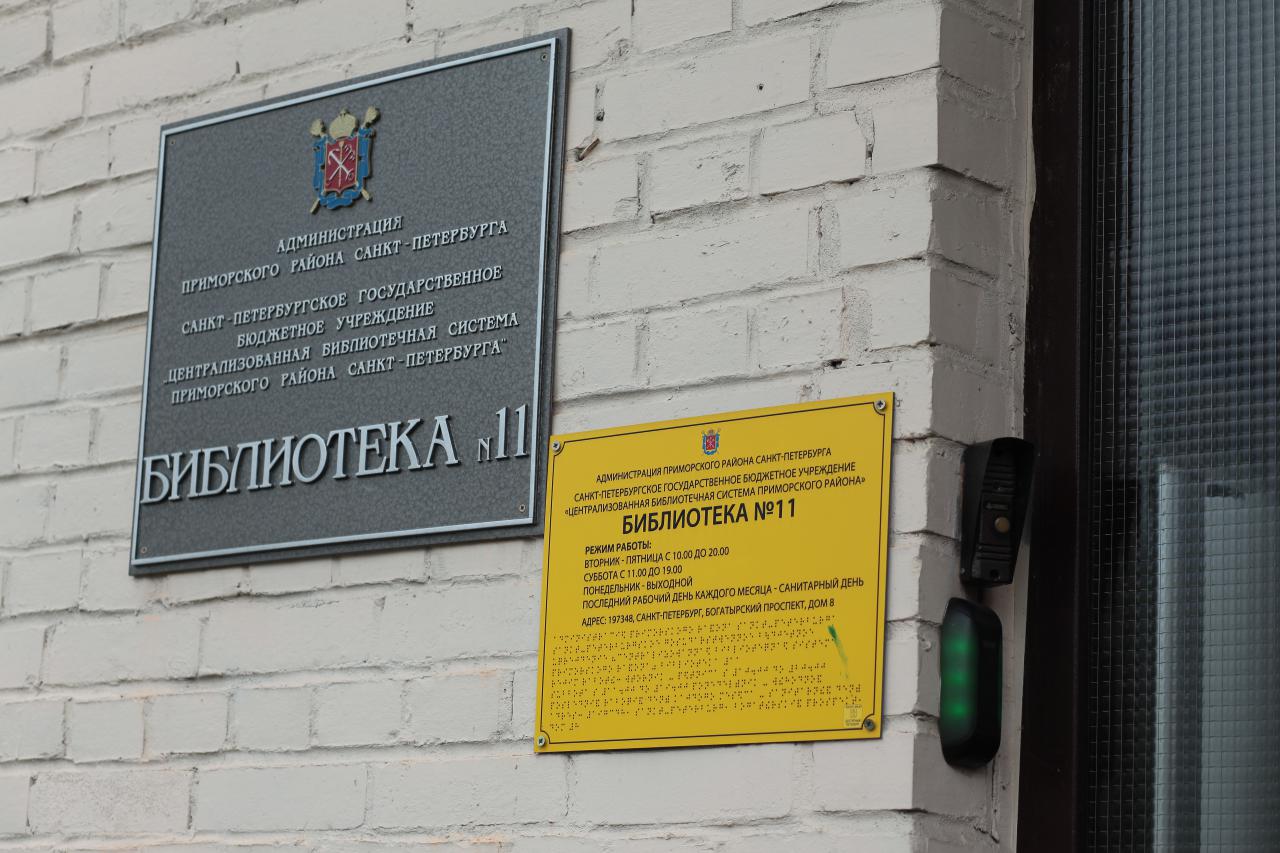 АДМИНИСТРАЦИЯ
ПРИМОРСКОГО РАЙОНА САНКТ-ПЕТЕРБУРГА
САНКТ-ПЕТЕРБУРГСКОЕ ГОСУДАРСТВЕННОЕ
БЮДЖЕТНОЕ УЧРЕЖДЕНИЕ
„ЦЕНТРАЛИЗОВАННАЯ БИБЛИОТЕЧНАЯ СИСТЕМА
ПРИМОРСКОГО РАЙОНА САНКТ-ПЕТЕРБУРГА"
БИБЛИОТЕКА №11
АДМИНИСТРАЦИЯ ПРИМОРСКОГО РАЙОНА САНКТ-ПЕТЕРБУРГА
САНКТ-ПЕТЕРБУРГСКОЕ ГОСУДАРСТВЕННОЕ БЮДЖЕТНОЕ УЧРЕЖДЕНИЕ
«ЦЕНТРАЛИЗОВАННАЯ БИБЛИОТЕЧНАЯ СИСТЕМА ПРИМОРСКОГО РАЙОНА»
БИБЛИОТЕКА №11
РЕЖИМ РАБОТЫ:
ВТОРНИК - ПЯТНИЦА С 10.00 ДО 20.00
СУББОТА С 11.00 ДО 19.00
ПОНЕДЕЛЬНИК - ВЫХОДНОЙ
ПОСЛЕДНИЙ РАБОЧИЙ ДЕНЬ КАЖДОГО МЕСЯЦА - САНИТАРНЫЙ ДЕНЬ
АДРЕС: 197348, САНКТ-ПЕТЕРБУРГ, БОГАТЫРСКИЙ ПРОСПЕКТ, ДОМ 8